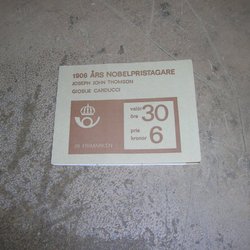 1906 ÅRS NOBELPRISTAGARE
JOSEPH JOHN THOMSON
GIOSUE CARDUCCI
valör
öre 30
pris
kronor 6
20 FRIMÄRKEN